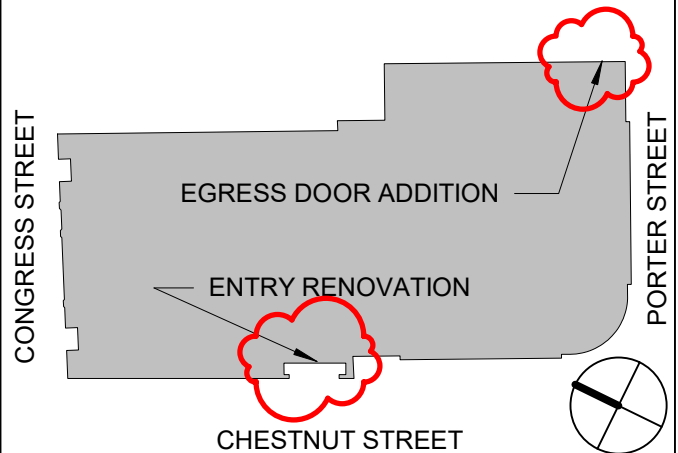 CONGRESS STREET
EGRESS DOOR ADDITION
PORTER STREET
ENTRY RENOVATION
CHESTNUT STREET